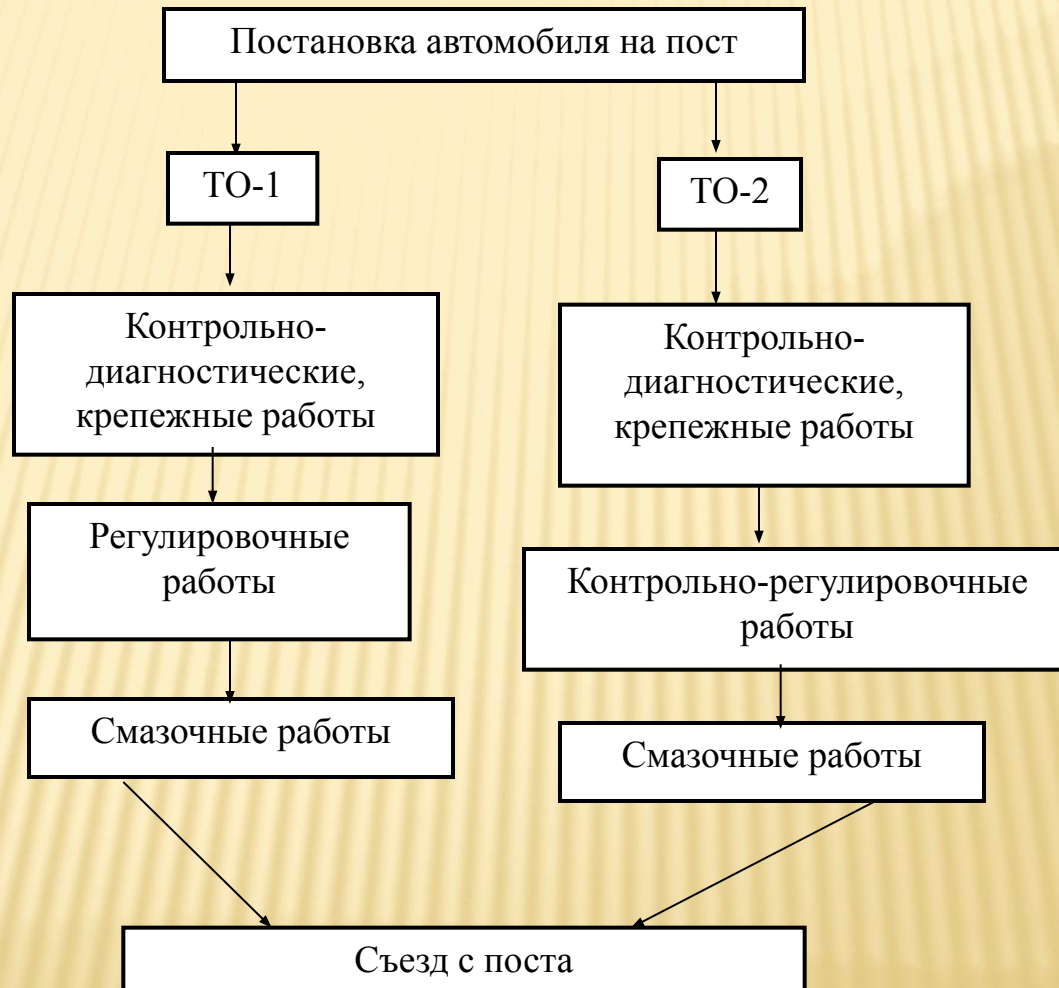 Постановка автомобиля на пост
ТО-1
ТО-2
Контрольно-
диагностические,
крепежные работы
Контрольно-
диагностические,
крепежные работы
Регулировочные
работы
Контрольно-регулировочные
работы
Смазочные работы
Смазочные работы
Съезд с поста